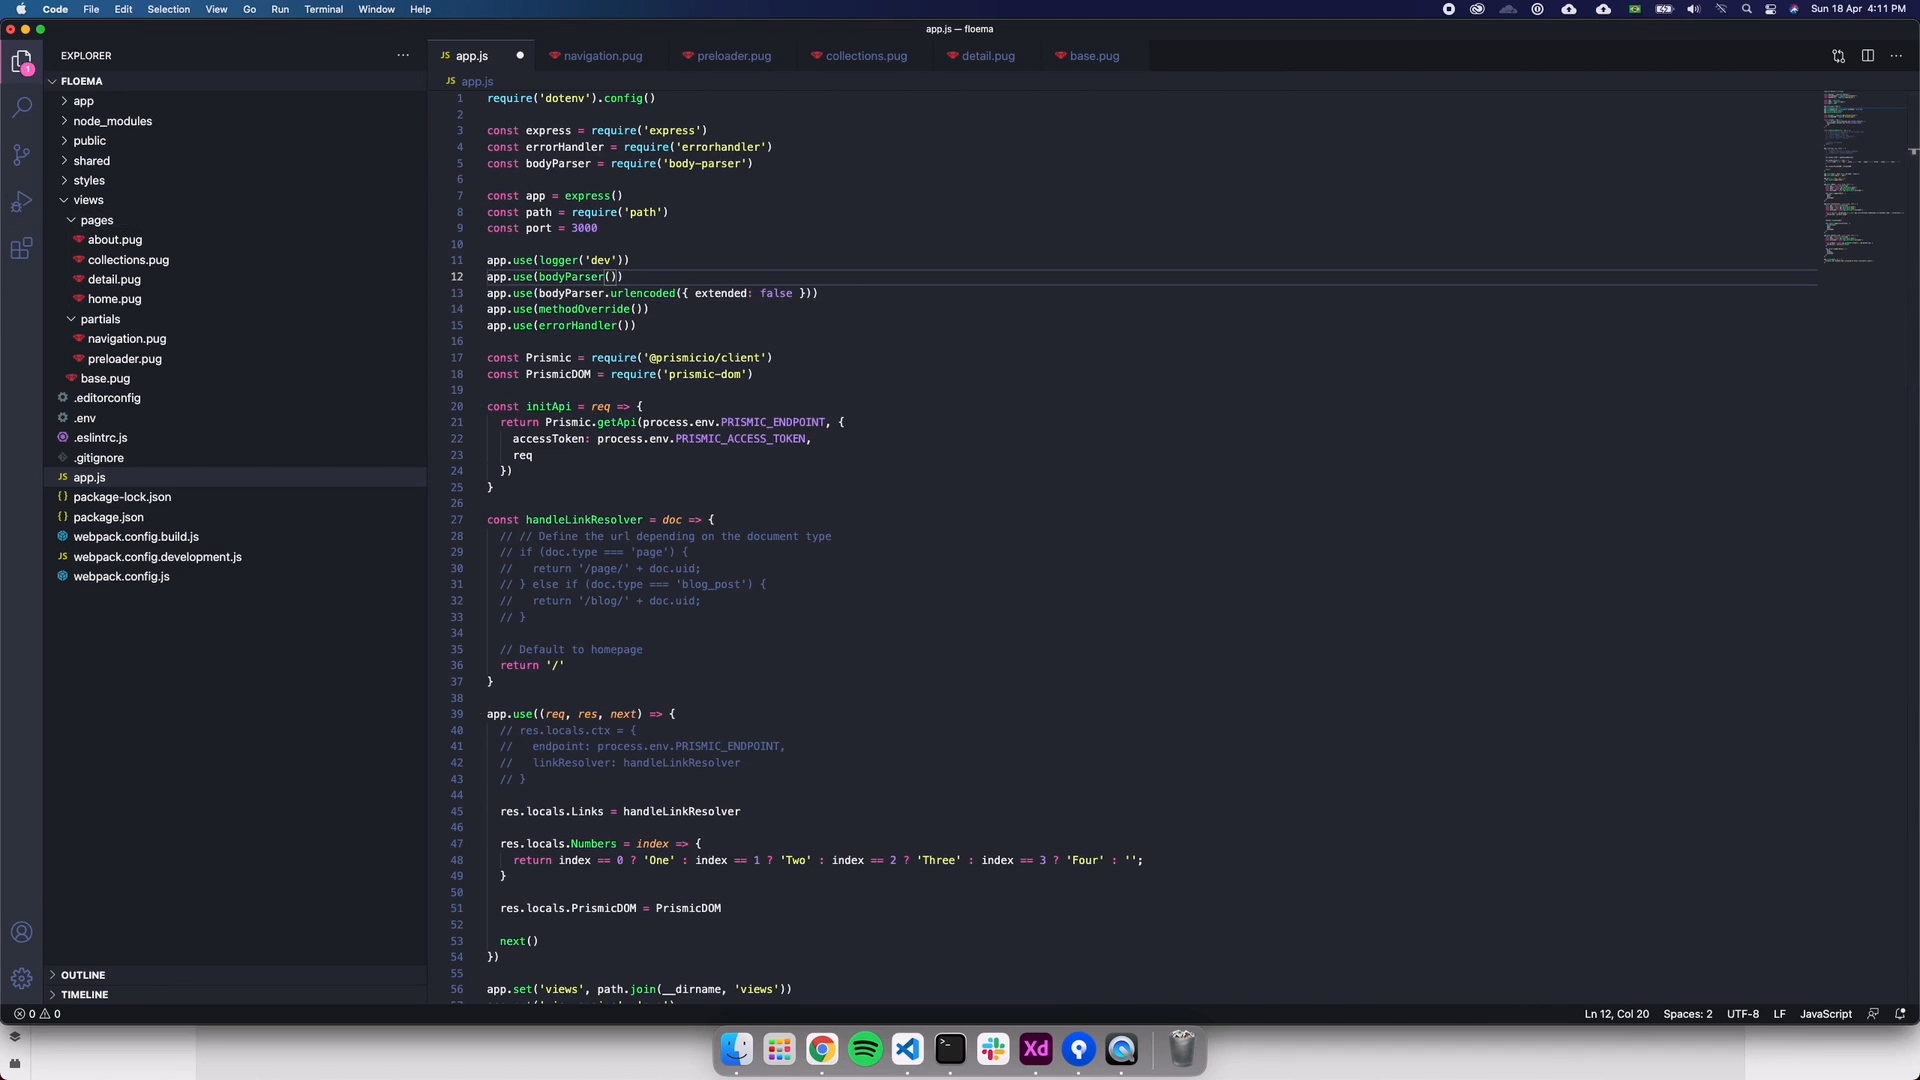 Code File Edit Selection View Go Run Terminal Window Help
Sun 18 Apr 4:11 PM
app.js — floema
EXPLORER
1
FLOEMA
app
node_modules
public
shared
styles
views
pages
about.pug
collections.pug
detail.pug
home.pug
partials
navigation.pug
preloader.pug
base.pug
.editorconfig
.env
.eslintrc.js
.gitignore
JS app.js
{} package-lock.json
{} package.json
webpack.config.build.js
JS webpack.config.development.js
webpack.config.js
OUTLINE
TIMELINE
JS app.js navigation.pug preloader.pug collections.pug detail.pug base.pug
JS app.js
1 require('dotenv').config()
2
3 const express = require('express')
4 const errorHandler = require('errorhandler')
5 const bodyParser = require('body-parser')
6
7 const app = express()
8 const path = require('path')
9 const port = 3000
10
11 app.use(logger('dev'))
12 app.use(bodyParser())
13 app.use(bodyParser.urlencoded({ extended: false }))
14 app.use(methodOverride())
15 app.use(errorHandler())
16
17 const Prismic = require('@prismicio/client')
18 const PrismicDOM = require('prismic-dom')
19
20 const initApi = req => {
21 return Prismic.getApi(process.env.PRISMIC_ENDPOINT, {
22 accessToken: process.env.PRISMIC_ACCESS_TOKEN,
23 req
24 })
25 }
26
27 const handleLinkResolver = doc => {
28 // // Define the url depending on the document type
29 // if (doc.type === 'page') {
30 // return '/page/' + doc.uid;
31 // } else if (doc.type === 'blog_post') {
32 // return '/blog/' + doc.uid;
33 // }
34
35 // Default to homepage
36 return '/'
37 }
38
39 app.use((req, res, next) => {
40 // res.locals.ctx = {
41 // endpoint: process.env.PRISMIC_ENDPOINT,
42 // linkResolver: handleLinkResolver
43 // }
44
45 res.locals.Links = handleLinkResolver
46
47 res.locals.Numbers = index => {
48 return index == 0 ? 'One' : index == 1 ? 'Two' : index == 2 ? 'Three' : index == 3 ? 'Four' : '';
49 }
50
51 res.locals.PrismicDOM = PrismicDOM
52
53 next()
54 })
55
56 app.set('views', path.join(__dirname, 'views'))
0 0
Ln 12, Col 20 Spaces: 2 UTF-8 LF JavaScript
Xd